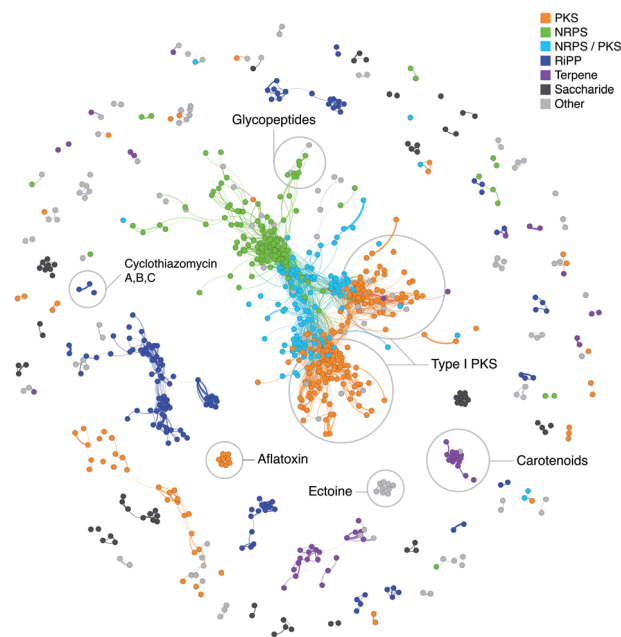 PKS
NRPS
NRPS / PKS
RiPP
Terpene
Saccharide
Other
Glycopeptides
Cyclothiazomycin
A,B,C
Type I PKS
Aflatoxin
Carotenoids
Ectoine